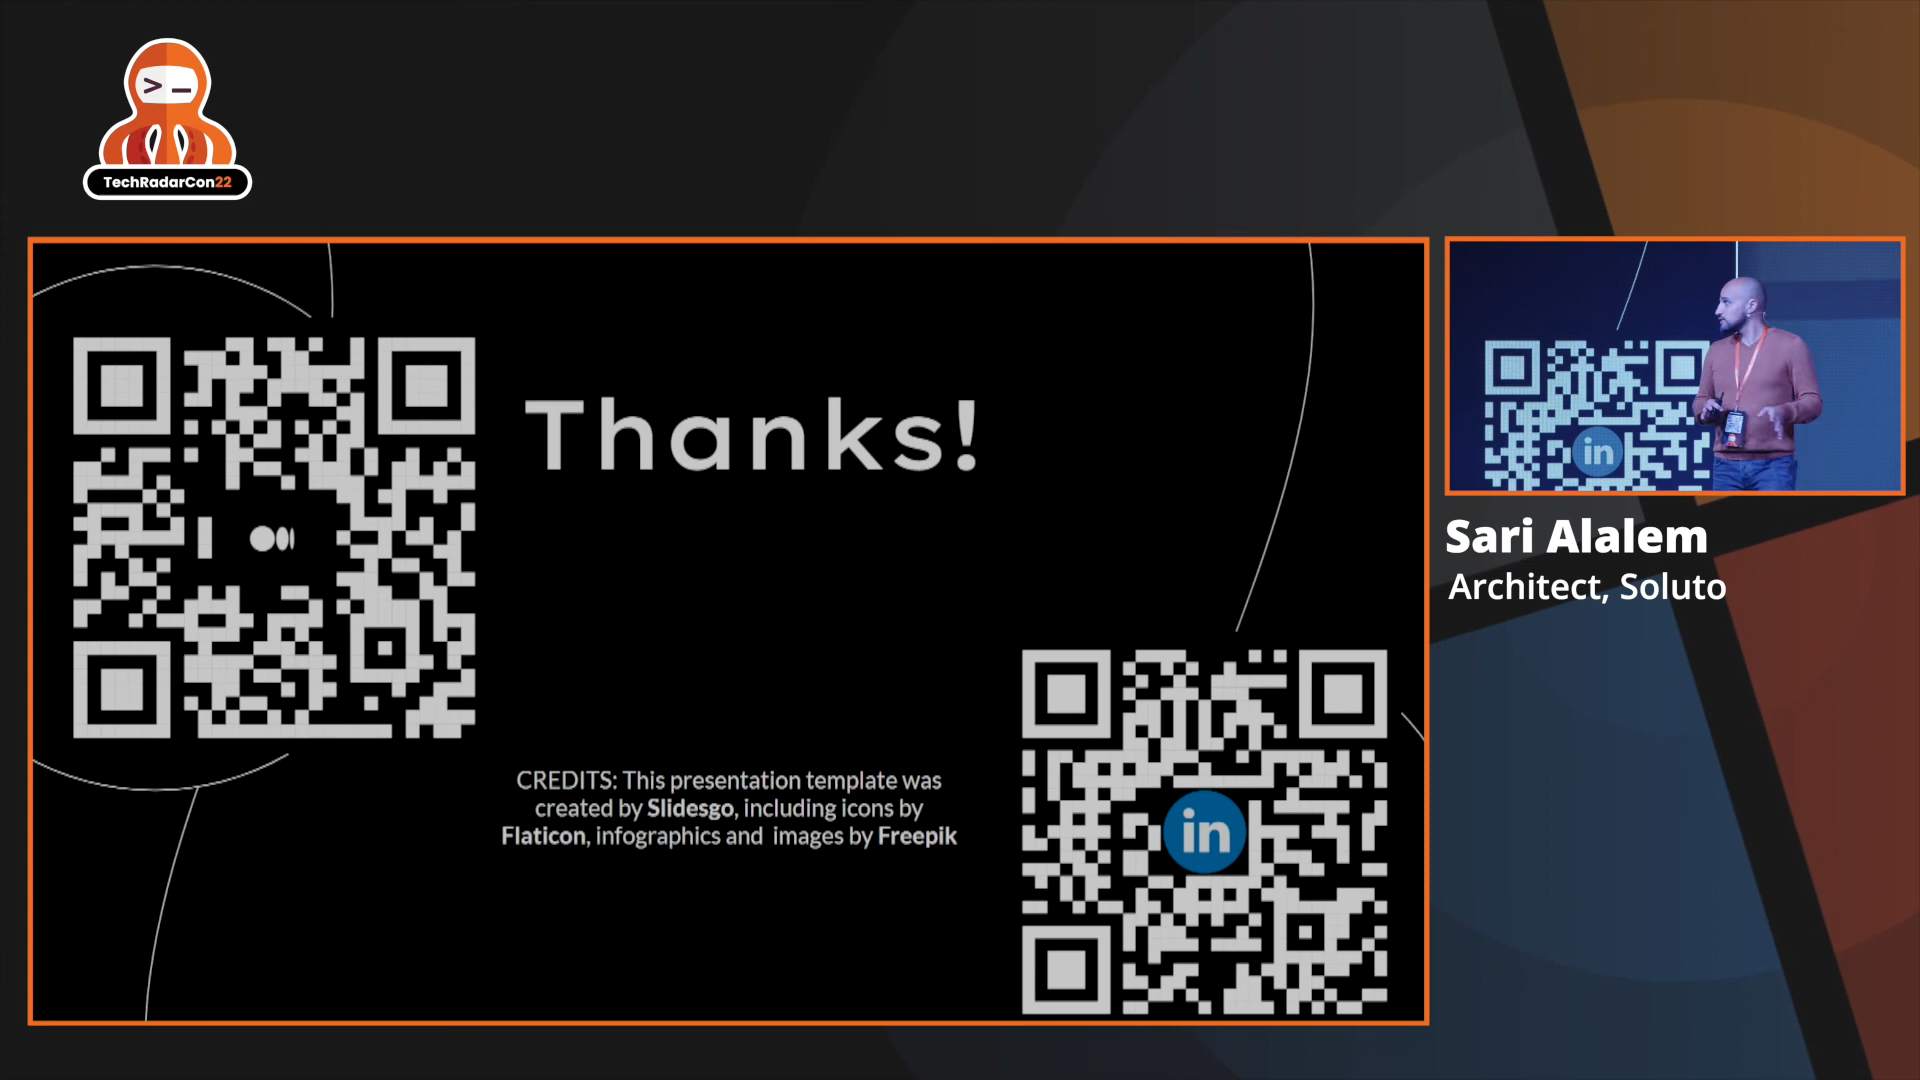 >_
TechRadarCon22
Thanks!
CREDITS: This presentation template was
created by Slidesgo, including icons by
Flaticon, infographics and images by Freepik
in
in
Sari Alalem
Architect, Soluto